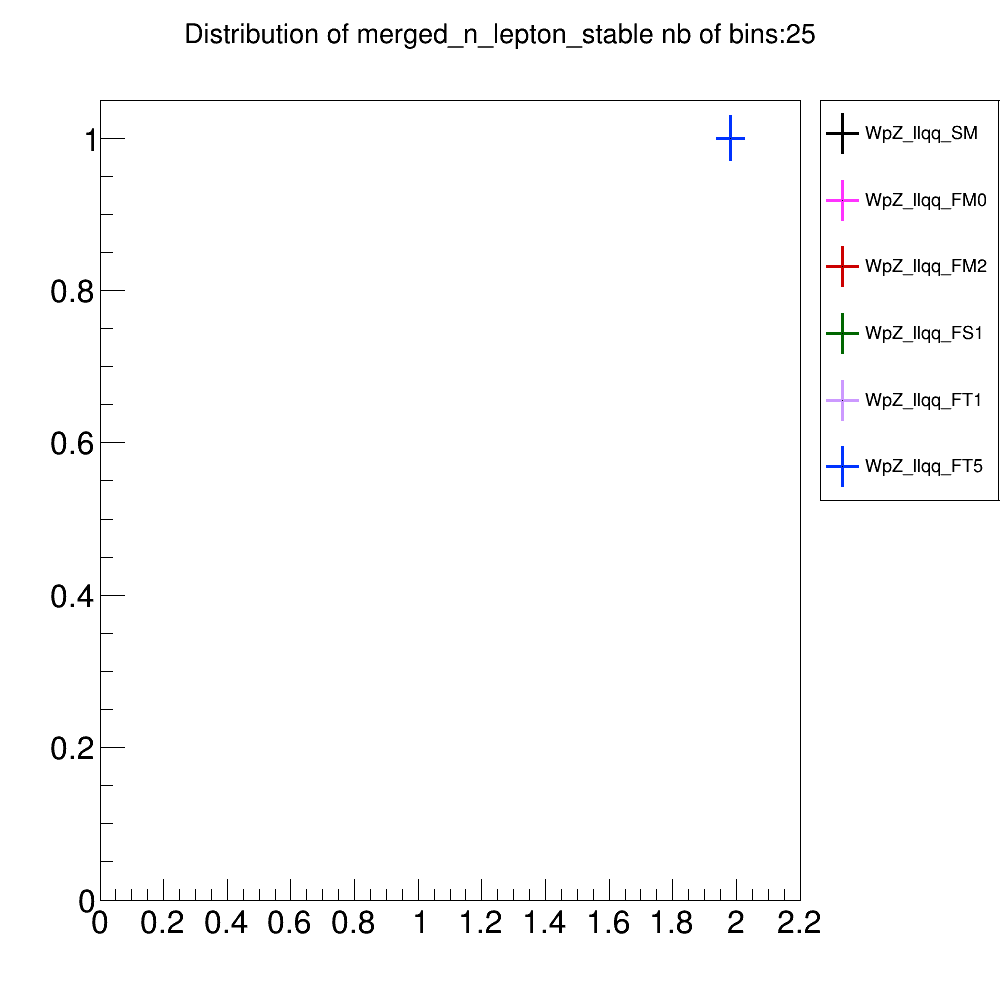 Distribution of merged_n_lepton_stable nb of bins:25
WpZ_llqq_SM
WpZ_llqq_FM0
WpZ_llqq_FM2
WpZ_llqq_FS1
WpZ_llqq_FT1
WpZ_llqq_FT5
1
0.8
0.6
0.4
0.2
0
0 0.2 0.4 0.6 0.8 1 1.2 1.4 1.6 1.8 2 2.2